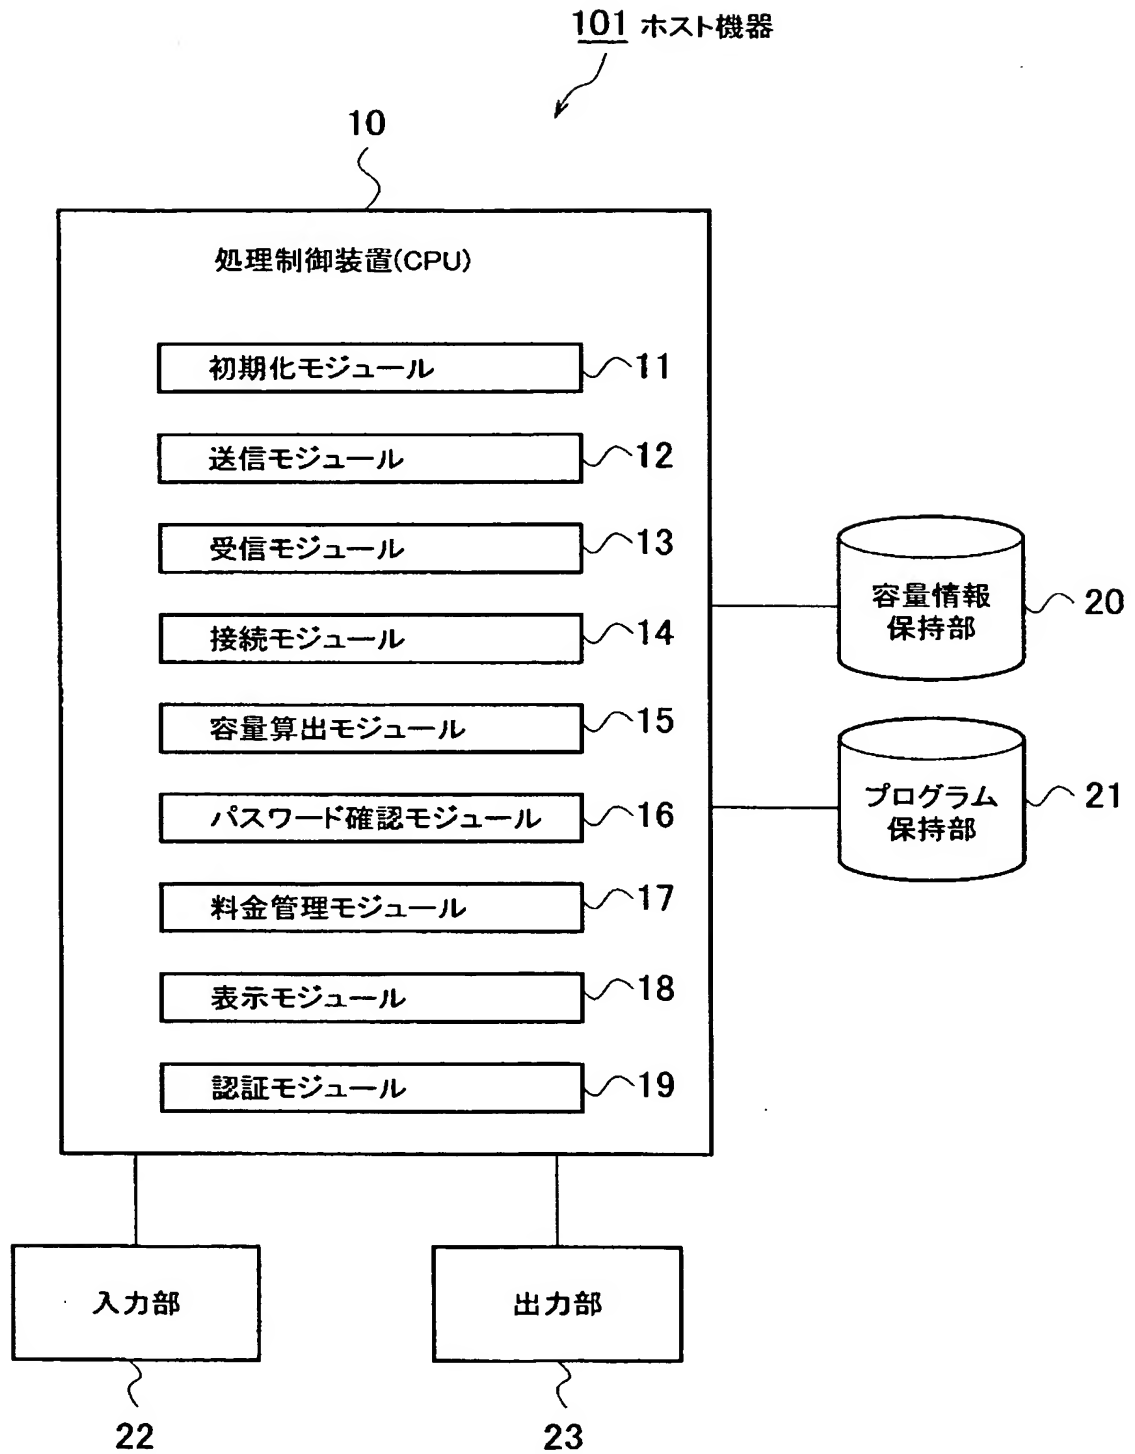 101 ホスト機器
10
処理制御装置(CPU)
初期化モジュール 11
送信モジュール 12
受信モジュール 13
接続モジュール 14
容量算出モジュール 15
パスワード確認モジュール 16
料金管理モジュール 17
表示モジュール 18
認証モジュール 19
容量情報
保持部
20
プログラム
保持部
21
入力部
22
出力部
23